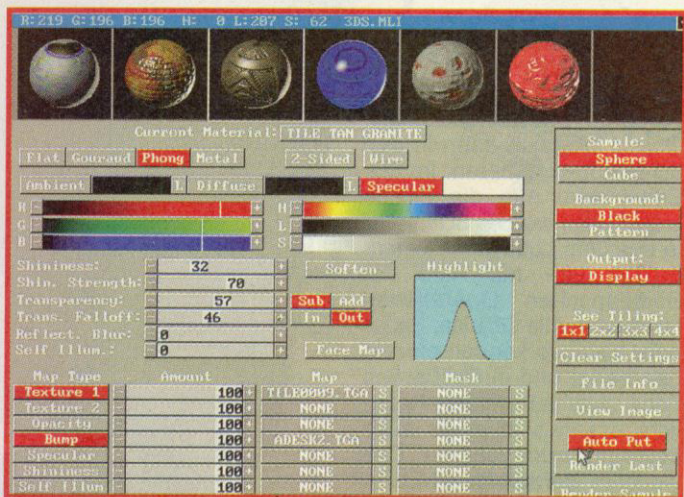 R:219 G:196 B:196 H: 0 L:207 S: 62 3DS.MLI
Current Material: TILE TAN GRANITE
Flat Gouraud Phong Metal 2-Sided Wire
Ambient L Diffuse L Specular
R H
G L
B S
Shininess: 32 Soften Highlight
Shin. Strength: 70
Transparency: 57 Sub Add
Trans. Falloff: 46 In Out
Reflect. Blur: 0
Self Illum.: 0 Face Map
Map Type Amount Map Mask
Texture 1 100 TILE0009.TGA S NONE S
Texture 2 100 NONE S NONE S
Opacity 100 NONE S NONE S
Bump 100 ADESK2.TGA S NONE S
Specular 100 NONE S NONE S
Shininess 100 NONE S NONE S
Self Illum 100 NONE S NONE S
Sample:
Sphere
Cube
Background:
Black
Pattern
Output:
Display
See Tiling:
1x1 2x2 3x3 4x4
Clear Settings
File Info
View Image
Auto Put
Render Last
Render Sample